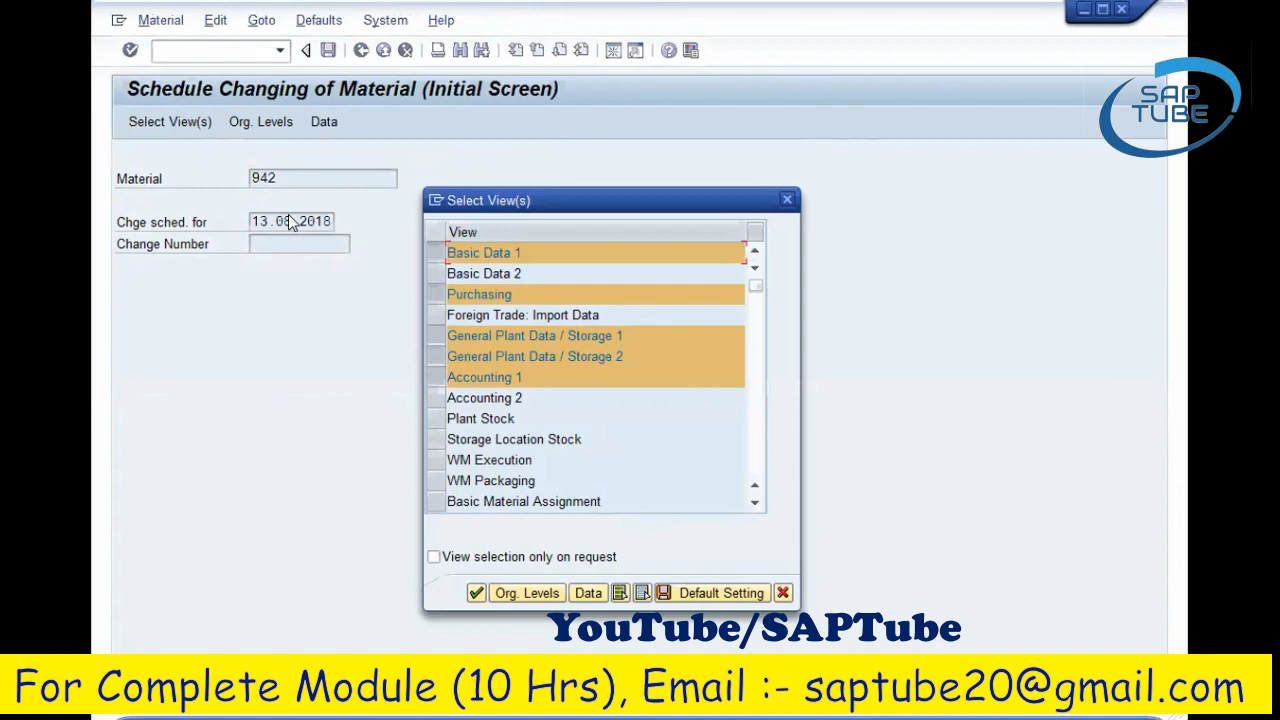 Material Edit Goto Defaults System Help
Schedule Changing of Material (Initial Screen)
SAP
TUBE
Select View(s) Org. Levels Data
Material 942
Chge sched. for 13.08.2018
Change Number
Select View(s)
View
Basic Data 1
Basic Data 2
Purchasing
Foreign Trade: Import Data
General Plant Data / Storage 1
General Plant Data / Storage 2
Accounting 1
Accounting 2
Plant Stock
Storage Location Stock
WM Execution
WM Packaging
Basic Material Assignment
View selection only on request
Org. Levels Data Default Setting
YouTube/SAPTube
For Complete Module (10 Hrs), Email :- saptube20@gmail.com